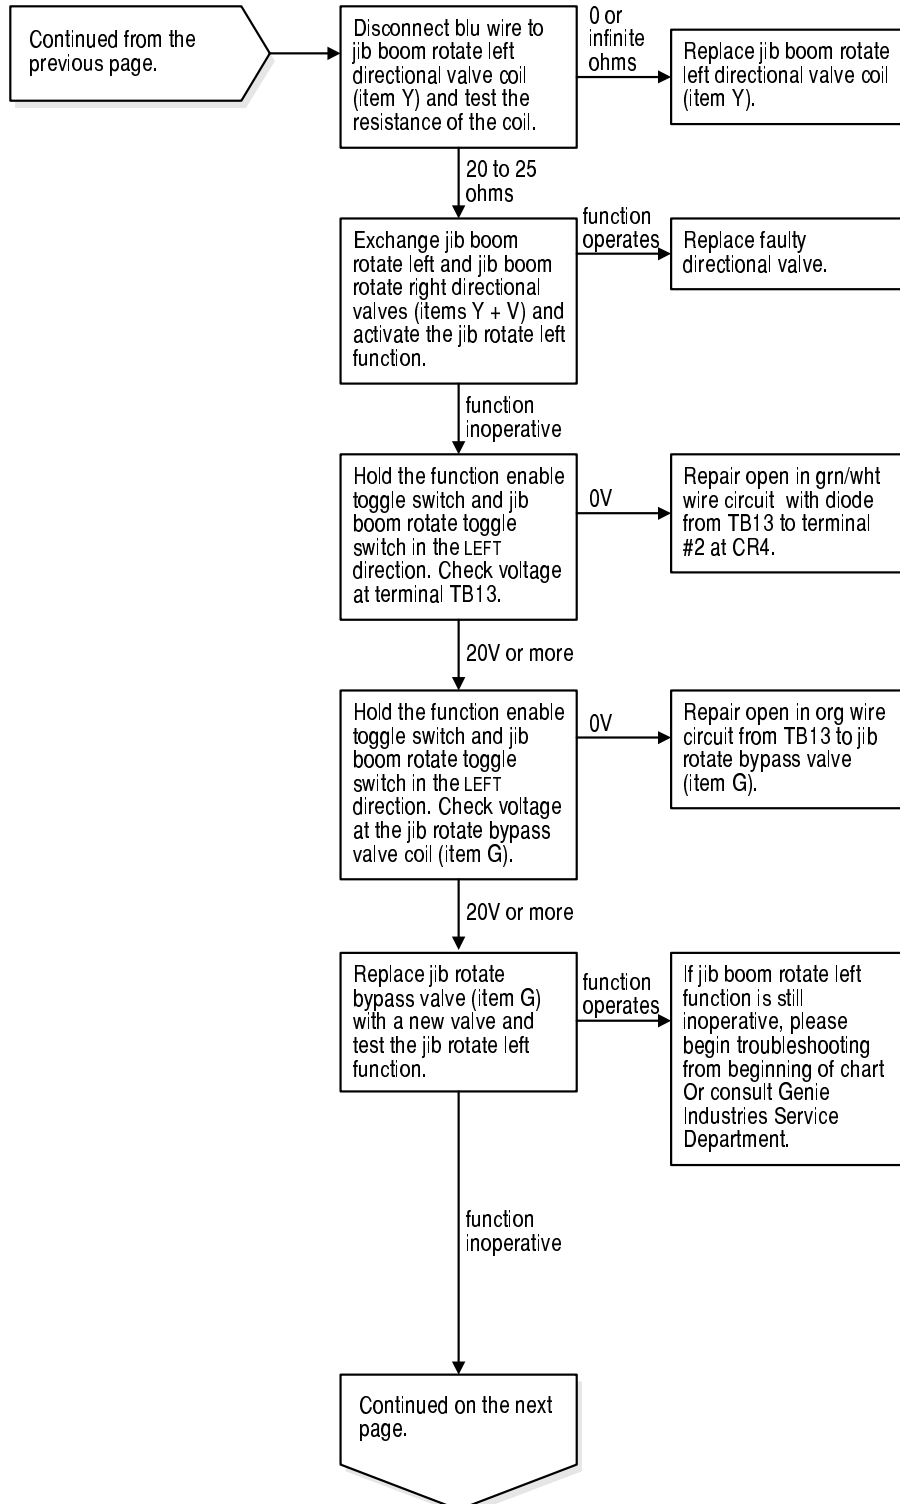 Continued from the
previous page.
Disconnect blu wire to
jib boom rotate left
directional valve coil
(item Y) and test the
resistance of the coil.
0 or
infinite
ohms
Replace jib boom rotate
left directional valve coil
(item Y).
20 to 25
ohms
Exchange jib boom
rotate left and jib boom
rotate right directional
valves (items Y + V) and
activate the jib rotate left
function.
function
operates
Replace faulty
directional valve.
function
inoperative
Hold the function enable
toggle switch and jib
boom rotate toggle
switch in the LEFT
direction. Check voltage
at terminal TB13.
0V
Repair open in grn/wht
wire circuit with diode
from TB13 to terminal
#2 at CR4.
20V or more
Hold the function enable
toggle switch and jib
boom rotate toggle
switch in the LEFT
direction. Check voltage
at the jib rotate bypass
valve coil (item G).
0V
Repair open in org wire
circuit from TB13 to jib
rotate bypass valve
(item G).
20V or more
Replace jib rotate
bypass valve (item G)
with a new valve and
test the jib rotate left
function.
function
operates
If jib boom rotate left
function is still
inoperative, please
begin troubleshooting
from beginning of chart
Or consult Genie
Industries Service
Department.
function
inoperative
Continued on the next
page.